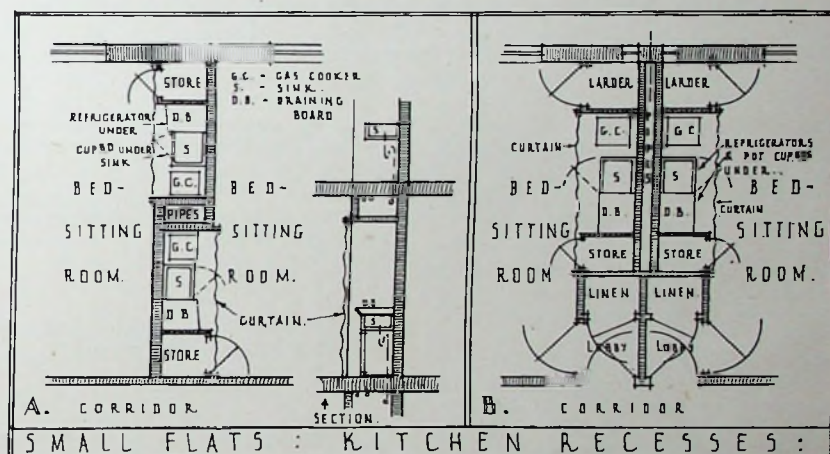 STORE
G.C. - GAS COOKER
S. - SINK.
D.B. - DRAINING
BOARD
REFRIGERATOR
UNDER
D.B
CUPBD UNDER
SINK
S
G.C.
BED-
BED-
PIPES
SITTING
SITTING
G.C.
ROOM.
ROOM.
S
D B
CURTAIN.
STORE
S
S
A. CORRIDOR
SECTION.
LARDER
LARDER
G.C.
G.C
CURTAIN
PIPES
REFRIGERATORS
& POT CUPBDS
UNDER.
S
S
BED-
BED-
D.B.
D.B.
CURTAIN
SITTING
SITTING
STORE
STORE
ROOM
ROOM.
LINEN
LINEN
LOBBY
LOBBY
B. CORRIDOR
SMALL FLATS : KITCHEN RECESSES :